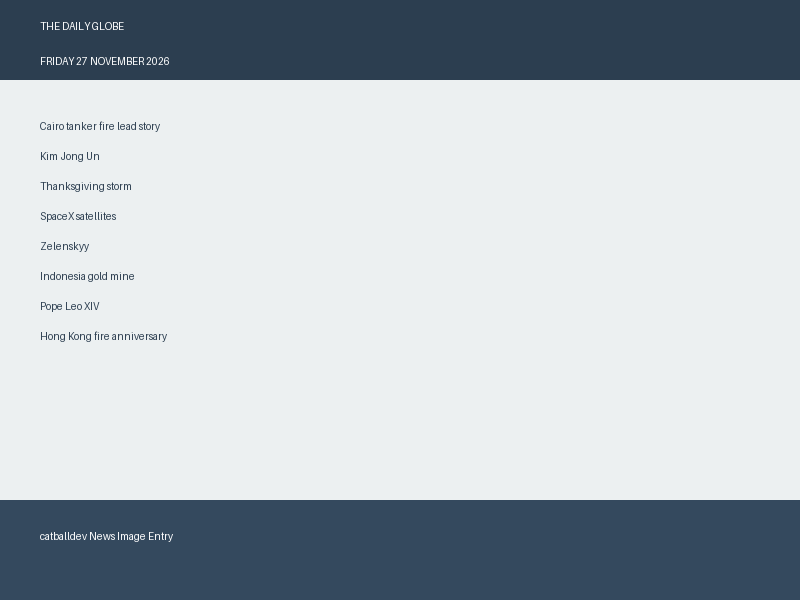 THE DAILY GLOBE
FRIDAY 27 NOVEMBER 2026
Cairo tanker fire lead story
Kim Jong Un
Thanksgiving storm
SpaceX satellites
Zelenskyy
Indonesia gold mine
Pope Leo XIV
Hong Kong fire anniversary
catballdev News Image Entry